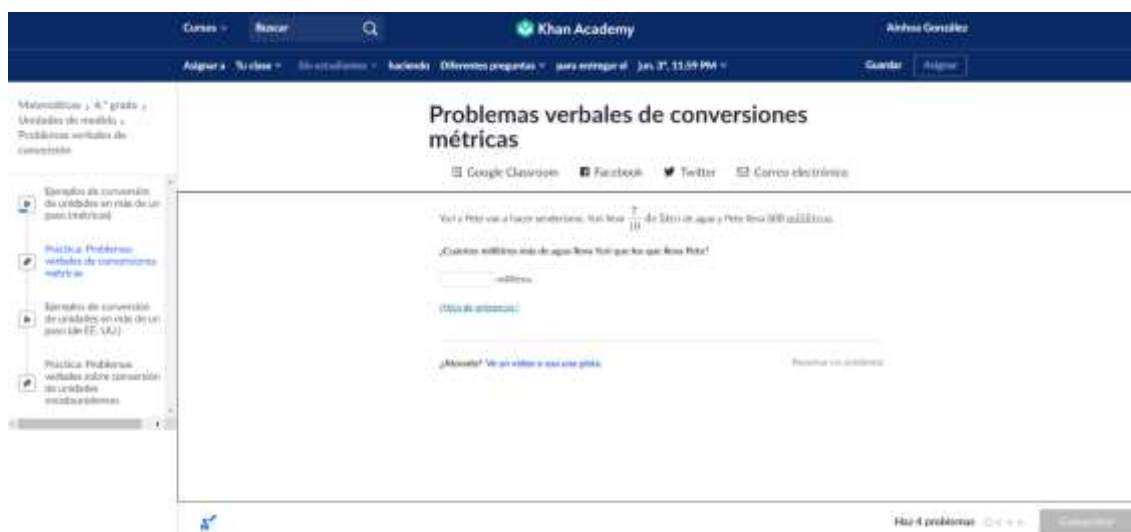 Cursos
Buscar
Khan Academy
Ainhoa González
Asignar a Tu clase Sin estudiantes haciendo Diferentes preguntas para entregar el jun. 3º, 11:59 PM
Guardar Asignar
Matemáticas 4.º grado
Unidades de medida
Problemas verbales de
conversión
Ejemplos de conversión
de unidades en más de un
paso (métricas)
Práctica: Problemas
verbales de conversiones
métricas
Ejemplos de conversión
de unidades en más de un
paso (de EE. UU.)
Práctica: Problemas
verbales sobre conversión
de unidades
estadounidenses
Problemas verbales de conversiones
métricas
Google Classroom Facebook Twitter Correo electrónico
Yuri y Pete van a hacer senderismo. Yuri lleva 7/10 de litro de agua y Pete lleva mililitros.
¿Cuántos mililitros más de agua lleva Yuri que los que lleva Pete?
mililitros
¿Atorado? Ve un video o usa una pista.
Reportar un problema
Haz 4 problemas
Comprobar